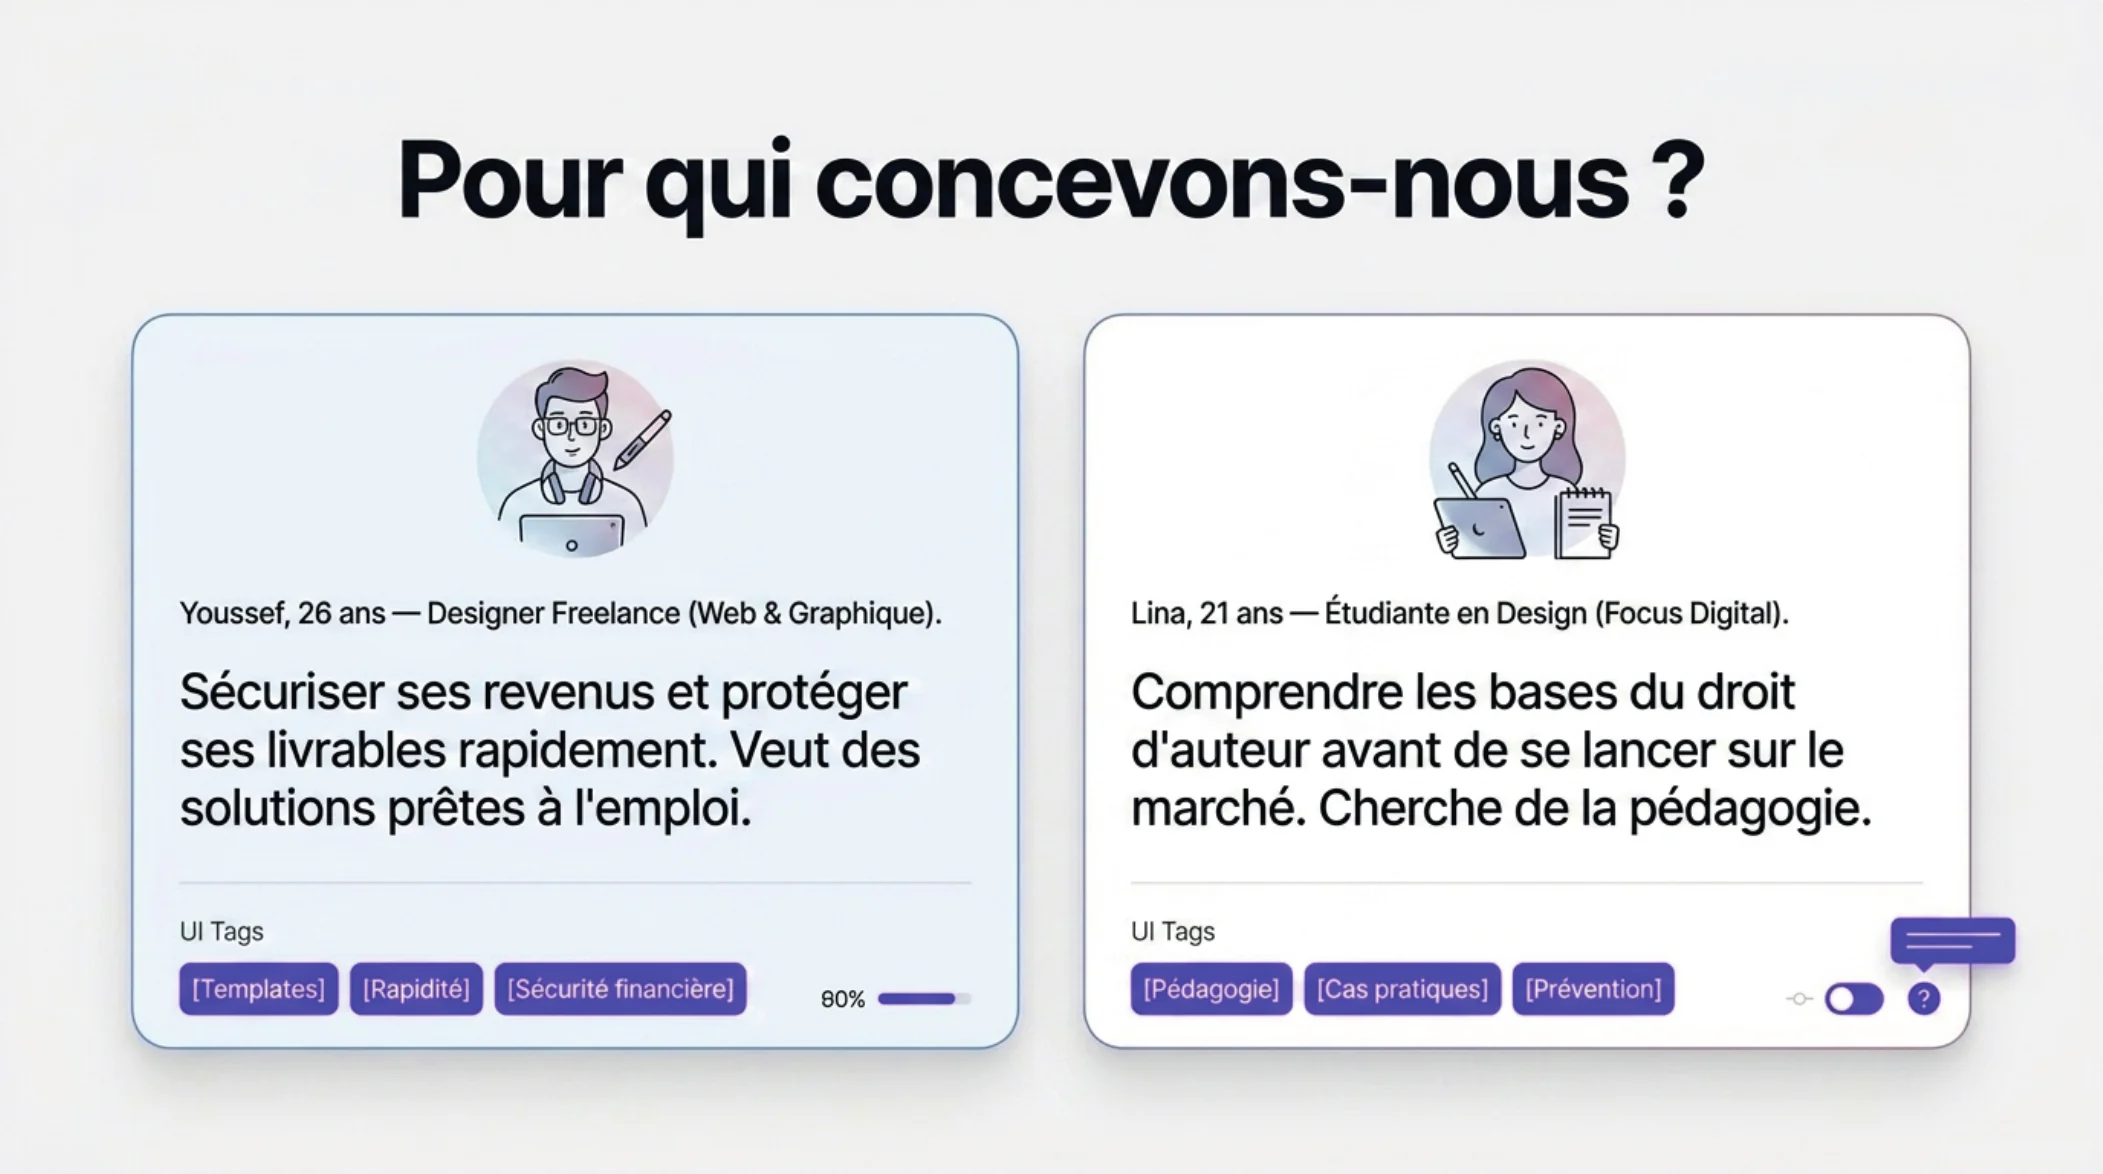 Pour qui concevons-nous ?
Youssef, 26 ans — Designer Freelance (Web & Graphique).
Sécuriser ses revenus et protéger
ses livrables rapidement. Veut des
solutions prêtes à l'emploi.
UI Tags
[Templates] [Rapidité] [Sécurité financière]
80%
Lina, 21 ans — Étudiante en Design (Focus Digital).
Comprendre les bases du droit
d'auteur avant de se lancer sur le
marché. Cherche de la pédagogie.
UI Tags
[Pédagogie] [Cas pratiques] [Prévention]
?